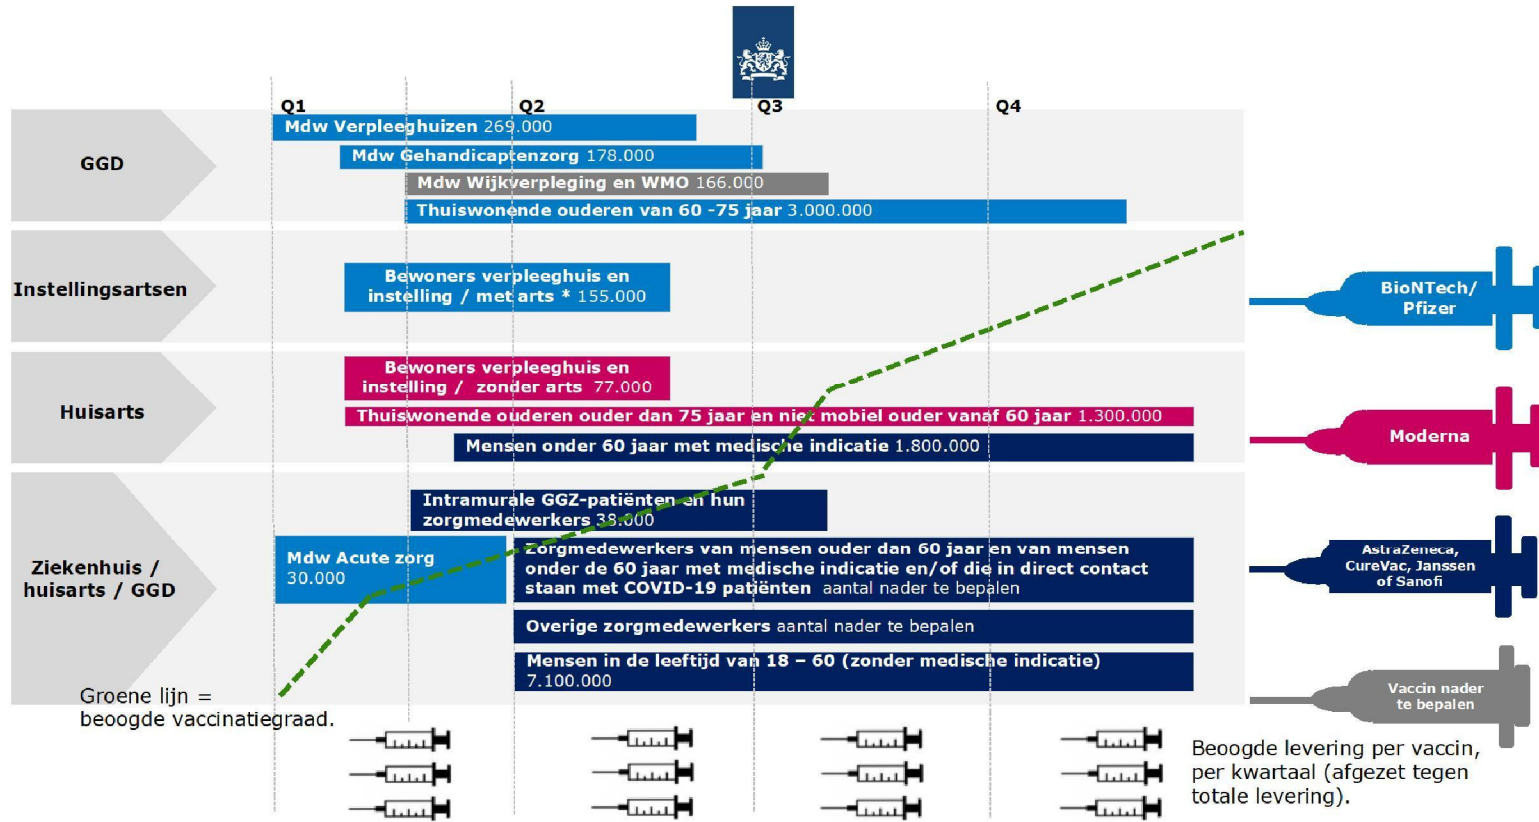 Q1
Q2
Q3
Q4
GGD
Mdw Verpleeghuizen 269.000
Mdw Gehandicaptenzorg 178.000
Mdw Wijkverpleging en WMO 166.000
Thuiswonende ouderen van 60 -75 jaar 3.000.000
Instellingsartsen
Bewoners verpleeghuis en
instelling / met arts * 155.000
BioNTech/
Pfizer
Huisarts
Bewoners verpleeghuis en
instelling / zonder arts 77.000
Thuiswonende ouderen ouder dan 75 jaar en niet mobiel ouder vanaf 60 jaar 1.300.000
Mensen onder 60 jaar met medische indicatie 1.800.000
Moderna
Ziekenhuis /
huisarts / GGD
Intramurale GGZ-patiënten en hun
zorgmedewerkers 38.000
Mdw Acute zorg
30.000
Zorgmedewerkers van mensen ouder dan 60 jaar en van mensen
onder de 60 jaar met medische indicatie en/of die in direct contact
staan met COVID-19 patiënten aantal nader te bepalen
Overige zorgmedewerkers aantal nader te bepalen
Mensen in de leeftijd van 18 – 60 (zonder medische indicatie)
7.100.000
AstraZeneca,
CureVac, Janssen
of Sanofi
Vaccin nader
te bepalen
Groene lijn =
beoogde vaccinatiegraad.
Beoogde levering per vaccin,
per kwartaal (afgezet tegen
totale levering).